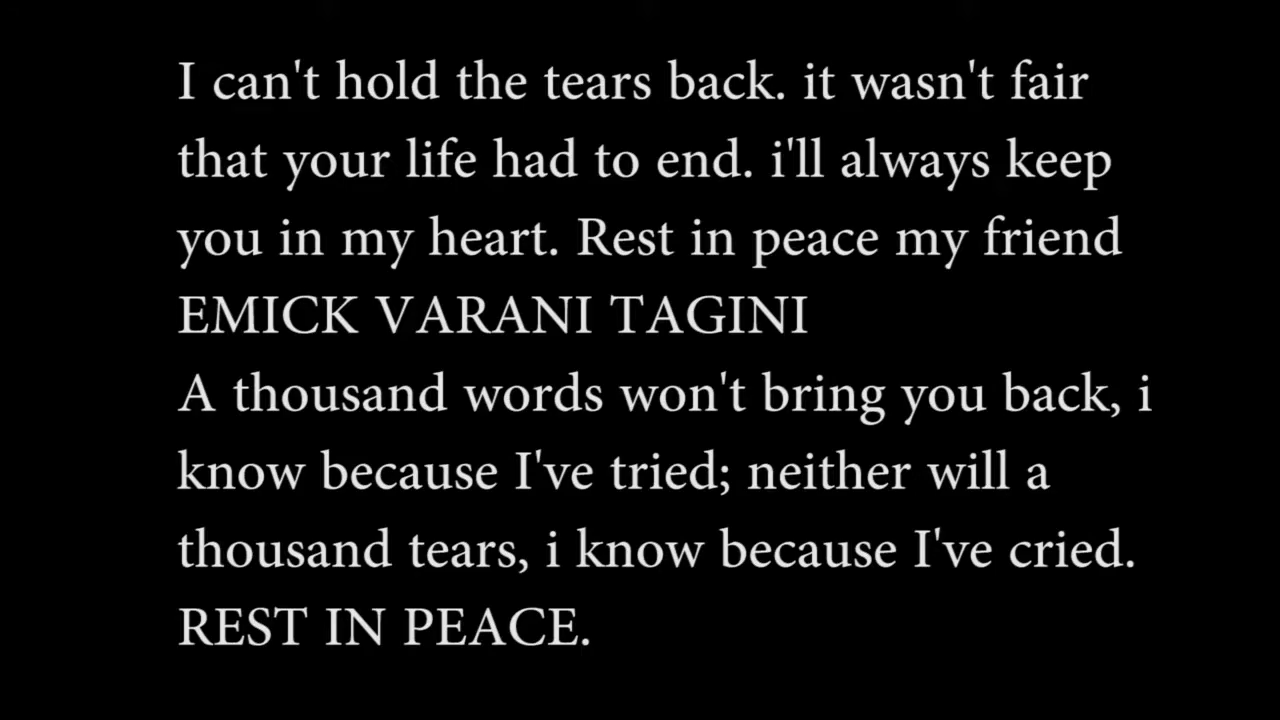 I can't hold the tears back. it wasn't fair
that your life had to end. i'll always keep
you in my heart. Rest in peace my friend
EMICK VARANI TAGINI
A thousand words won't bring you back, i
know because I've tried; neither will a
thousand tears, i know because I've cried.
REST IN PEACE.